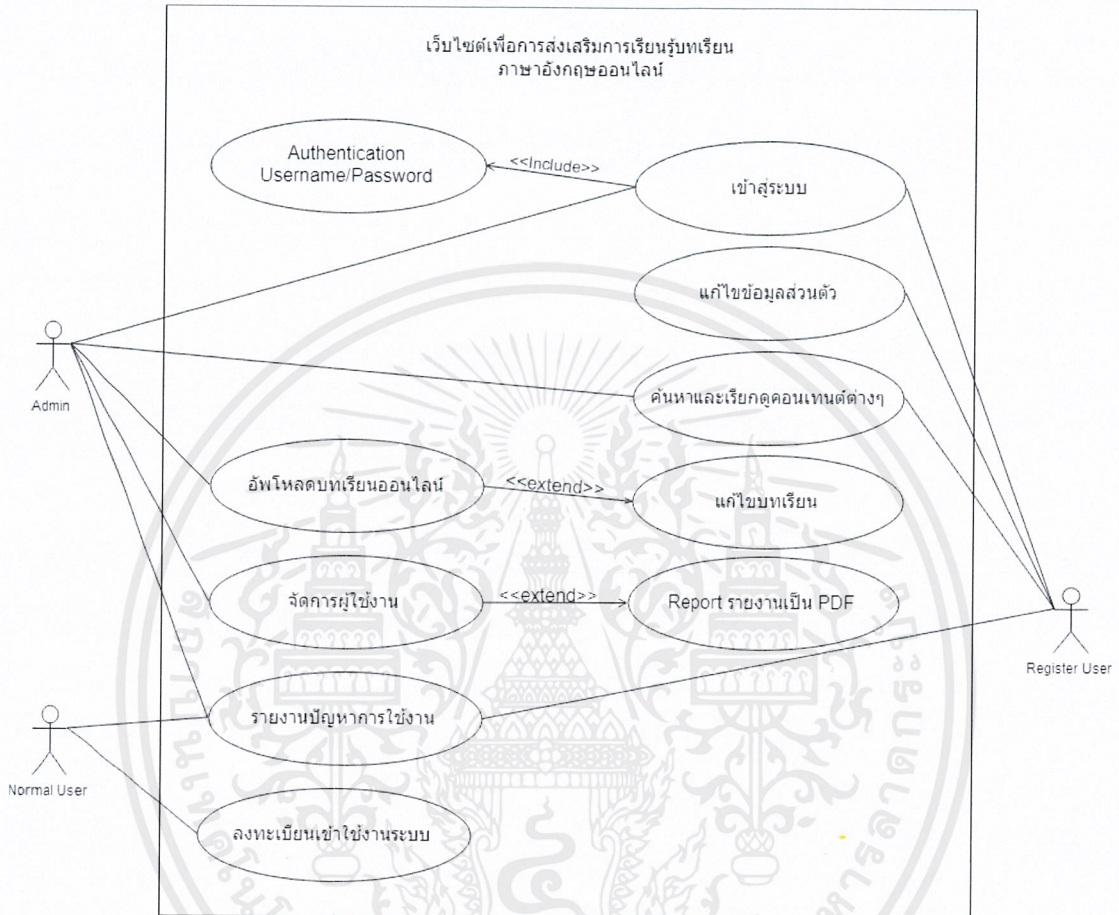 เว็บไซต์เพื่อการส่งเสริมการเรียนรู้บทเรียน
ภาษาอังกฤษออนไลน์
Authentication
Username/Password
<<Include>>
เข้าสู่ระบบ
แก้ไขข้อมูลส่วนตัว
Admin
ค้นหาและเรียกดูคอนเทนต์ต่างๆ
อัพโหลดบทเรียนออนไลน์
<<extend>>
แก้ไขบทเรียน
จัดการผู้ใช้งาน
<<extend>>
Report รายงานเป็น PDF
Register User
รายงานปัญหาการใช้งาน
Normal User
ลงทะเบียนเข้าใช้งานระบบ